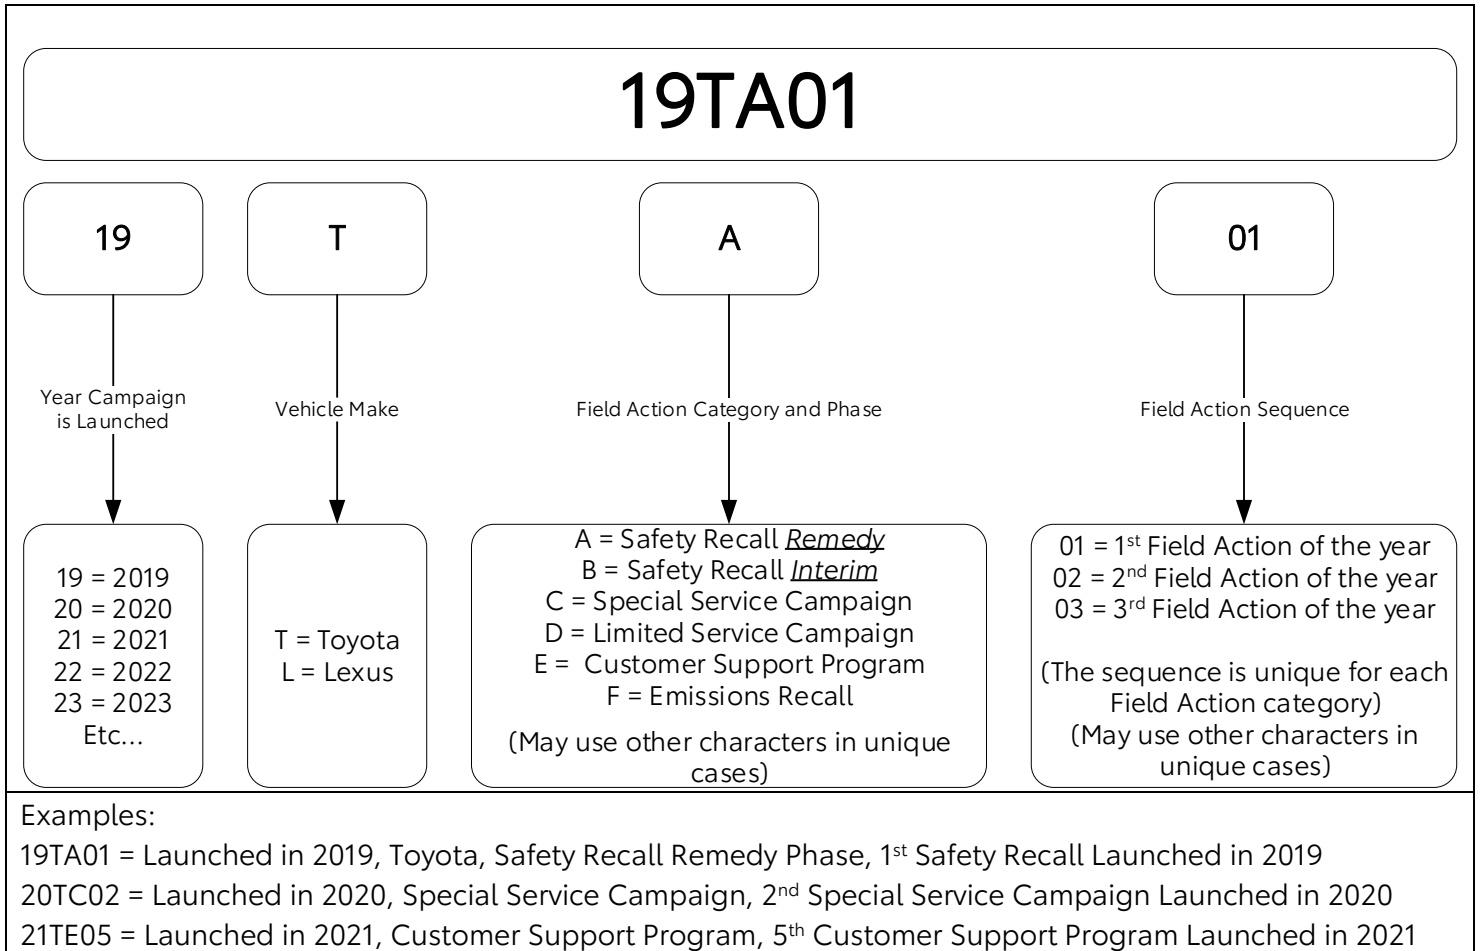 19TA01
19
T
A
01
Year Campaign
is Launched
Vehicle Make
Field Action Category and Phase
Field Action Sequence
19 = 2019
20 = 2020
21 = 2021
22 = 2022
23 = 2023
Etc...
T = Toyota
L = Lexus
A = Safety Recall Remedy
B = Safety Recall Interim
C = Special Service Campaign
D = Limited Service Campaign
E =  Customer Support Program
F = Emissions Recall
(May use other characters in unique
cases)
01 = 1st Field Action of the year
02 = 2nd Field Action of the year
03 = 3rd Field Action of the year
(The sequence is unique for each
Field Action category)
(May use other characters in
unique cases)
Examples:
19TA01 = Launched in 2019, Toyota, Safety Recall Remedy Phase, 1st Safety Recall Launched in 2019
20TC02 = Launched in 2020, Special Service Campaign, 2nd Special Service Campaign Launched in 2020
21TE05 = Launched in 2021, Customer Support Program, 5th Customer Support Program Launched in 2021